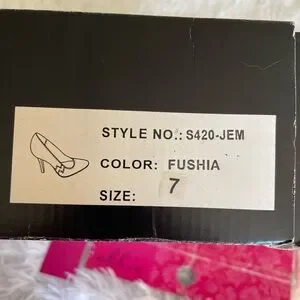 STYLE NO.: S420-JEM
COLOR: FUSHIA
SIZE: 7